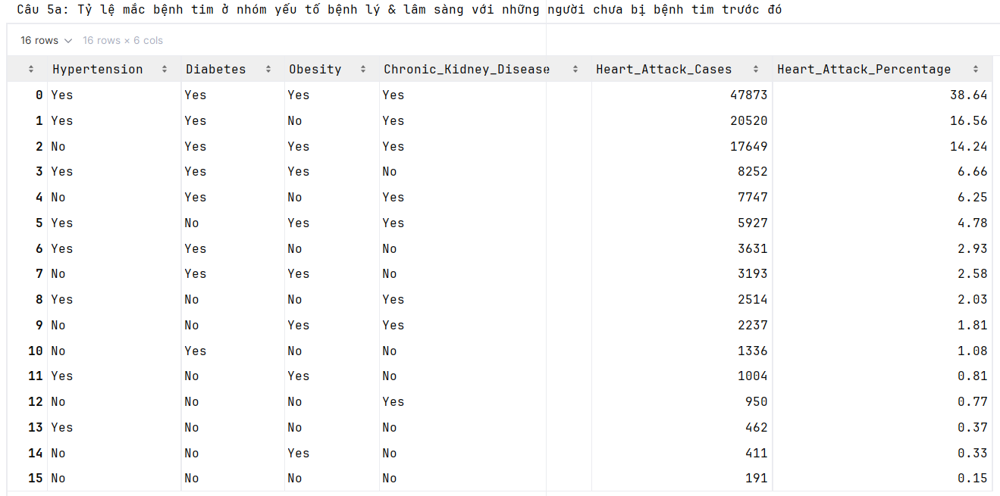 Câu 5a: Tỷ lệ mắc bệnh tim ở nhóm yếu tố bệnh lý & lâm sàng với những người chưa bị bệnh tim trước đó
16 rows 16 rows × 6 cols
Hypertension Diabetes Obesity Chronic_Kidney_Disease Heart_Attack_Cases Heart_Attack_Percentage
0 Yes Yes Yes Yes 47873 38.64
1 Yes Yes No Yes 20520 16.56
2 No Yes Yes Yes 17649 14.24
3 Yes Yes Yes No 8252 6.66
4 No Yes No Yes 7747 6.25
5 Yes No Yes Yes 5927 4.78
6 Yes Yes No No 3631 2.93
7 No Yes Yes No 3193 2.58
8 Yes No No Yes 2514 2.03
9 No No Yes Yes 2237 1.81
10 No Yes No No 1336 1.08
11 Yes No Yes No 1004 0.81
12 No No No Yes 950 0.77
13 Yes No No No 462 0.37
14 No No Yes No 411 0.33
15 No No No No 191 0.15